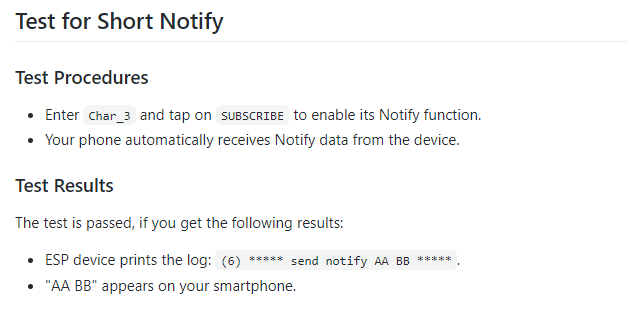 Test for Short Notify
Test Procedures
• Enter Char_3 and tap on SUBSCRIBE to enable its Notify function.
• Your phone automatically receives Notify data from the device.
Test Results
The test is passed, if you get the following results:
• ESP device prints the log: (6) ***** send notify AA BB *****.
• "AA BB" appears on your smartphone.